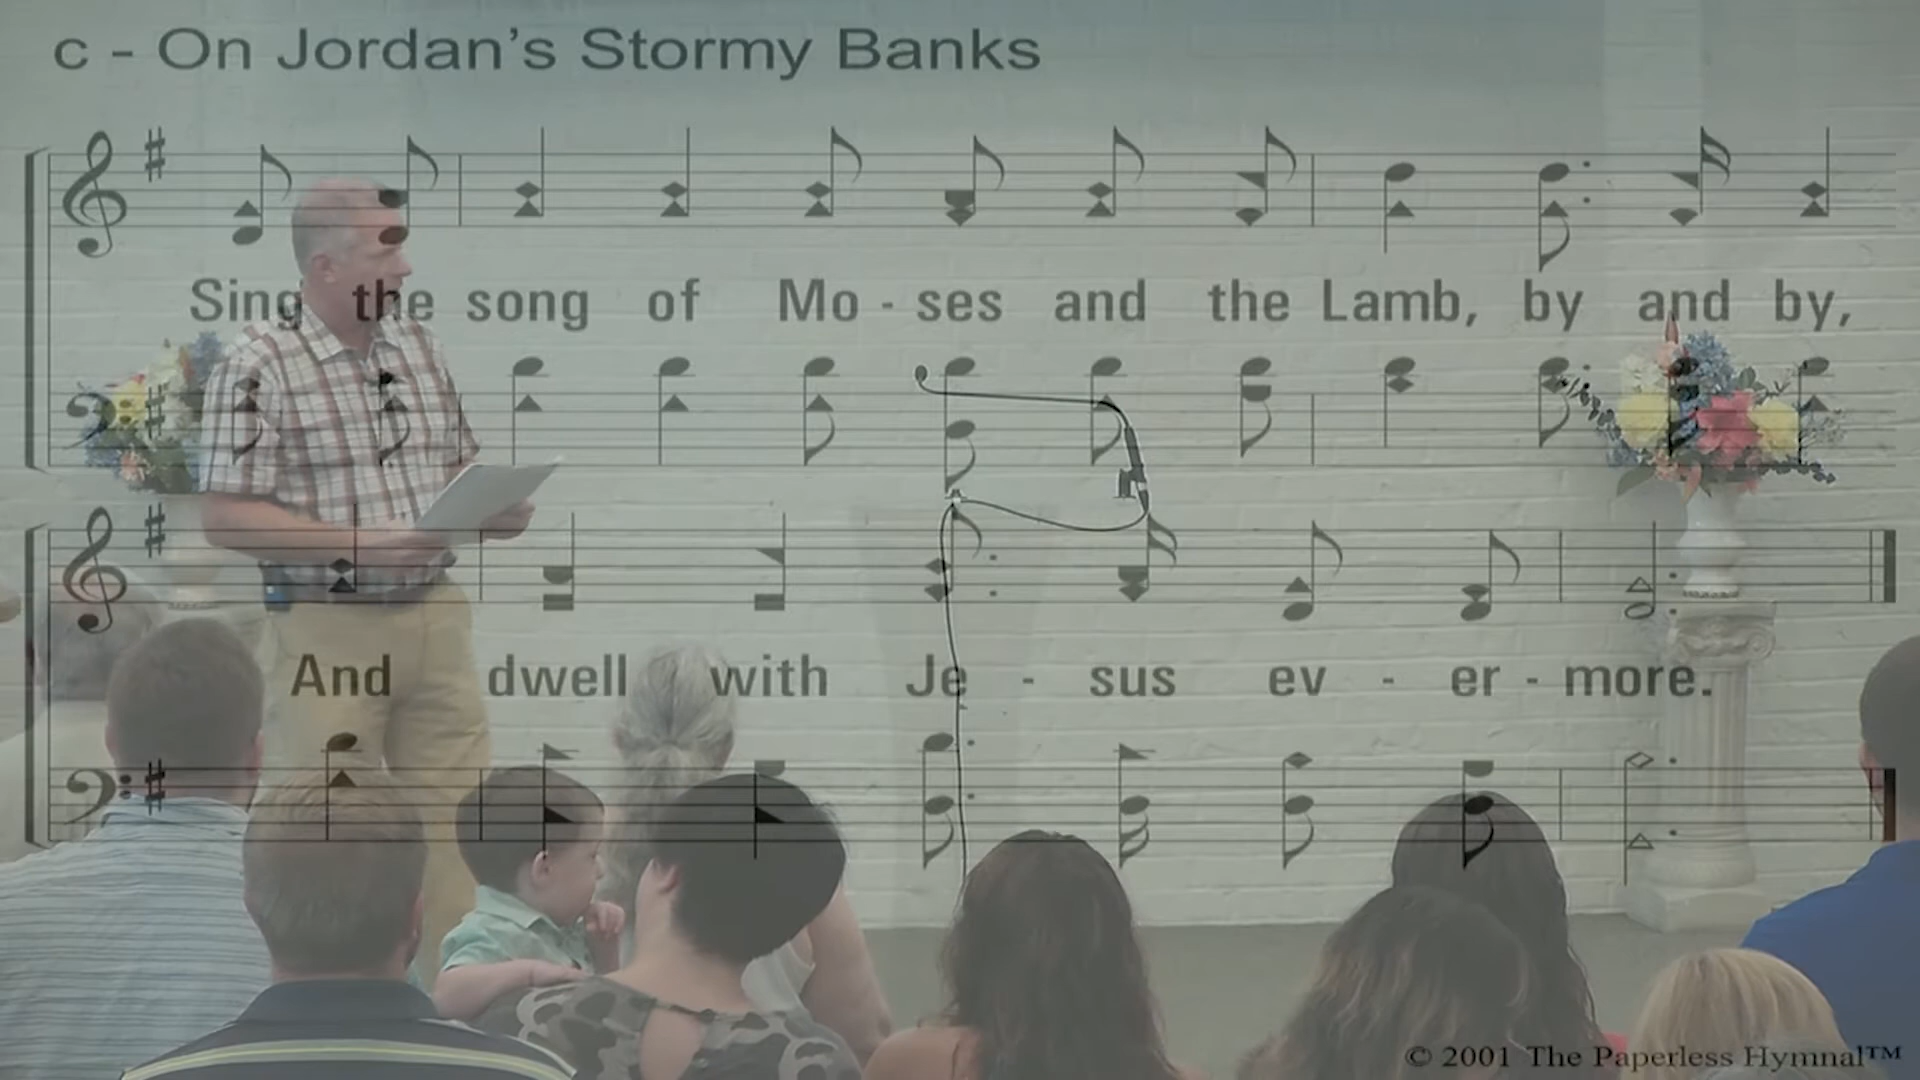 c - On Jordan's Stormy Banks
Sing the song of Mo - ses and the Lamb, by and by,
And dwell with Je - sus ev - er - more.
© 2001 The Paperless Hymnal™